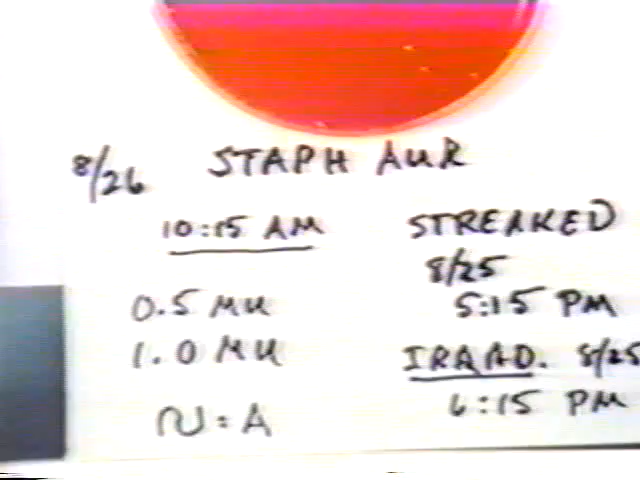 8/26 STAPH AUR
10:15 AM
0.5 MU
1.0 MU
N = A
STREAKED
8/25
5:15 PM
IRRAD. 8/25
6:15 PM